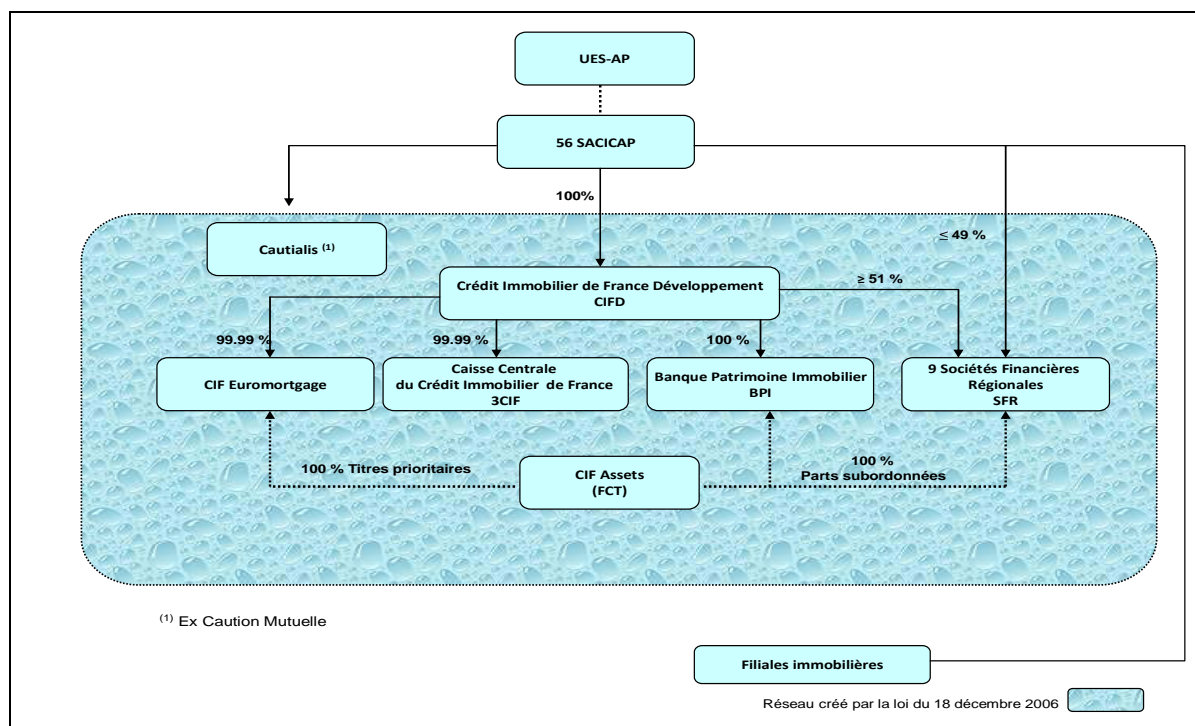 UES-AP
56 SACICAP
100%
Cautialis (1)
≤ 49 %
Crédit Immobilier de France Développement
CIFD
≥ 51 %
99.99 %
99.99 %
100 %
CIF Euromortgage
Caisse Centrale
du Crédit Immobilier de France
3CIF
Banque Patrimoine Immobilier
BPI
9 Sociétés Financières
Régionales
SFR
100 % Titres prioritaires
CIF Assets
(FCT)
100 %
Parts subordonnées
(1) Ex Caution Mutuelle
Filiales immobilières
Réseau créé par la loi du 18 décembre 2006